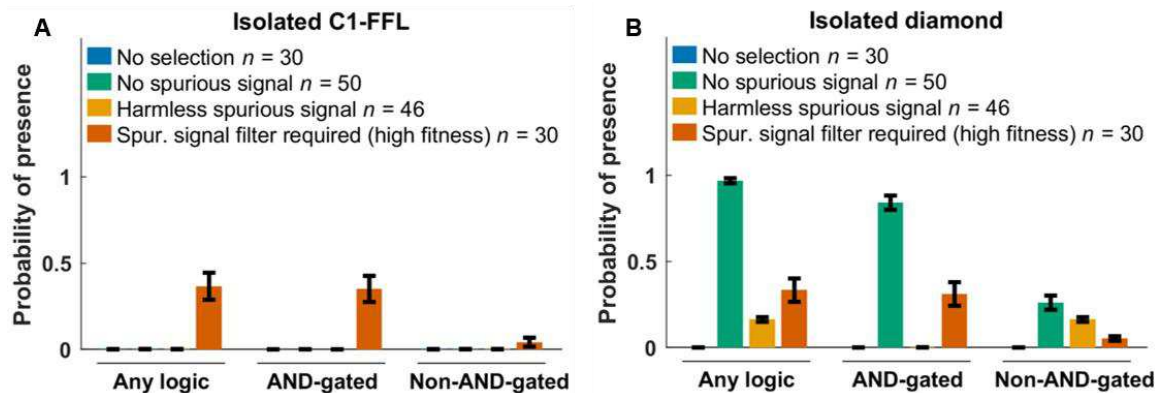 A
Isolated C1-FFL
No selection n = 30
No spurious signal n = 50
Harmless spurious signal n = 46
Spur. signal filter required (high fitness) n = 30
Probability of presence
1
0.5
0
Any logic
AND-gated
Non-AND-gated
B
Isolated diamond
No selection n = 30
No spurious signal n = 50
Harmless spurious signal n = 46
Spur. signal filter required (high fitness) n = 30
Probability of presence
1
0.5
0
Any logic
AND-gated
Non-AND-gated